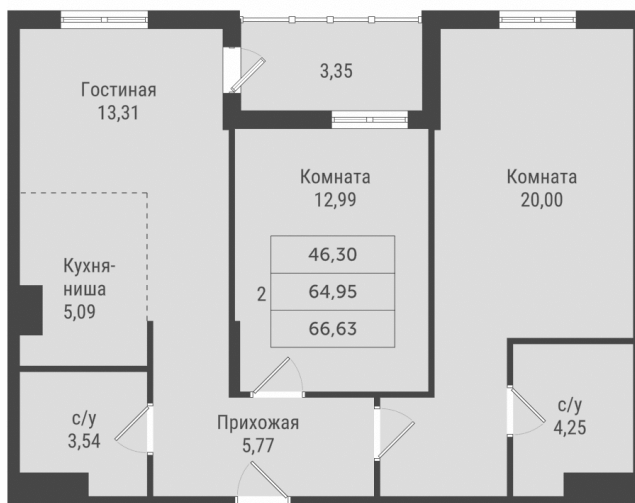 3,35
Гостиная
13,31
Комната
12,99
Комната
20,00
46,30
2
64,95
66,63
Кухня-
ниша
5,09
с/у
3,54
Прихожая
5,77
с/у
4,25